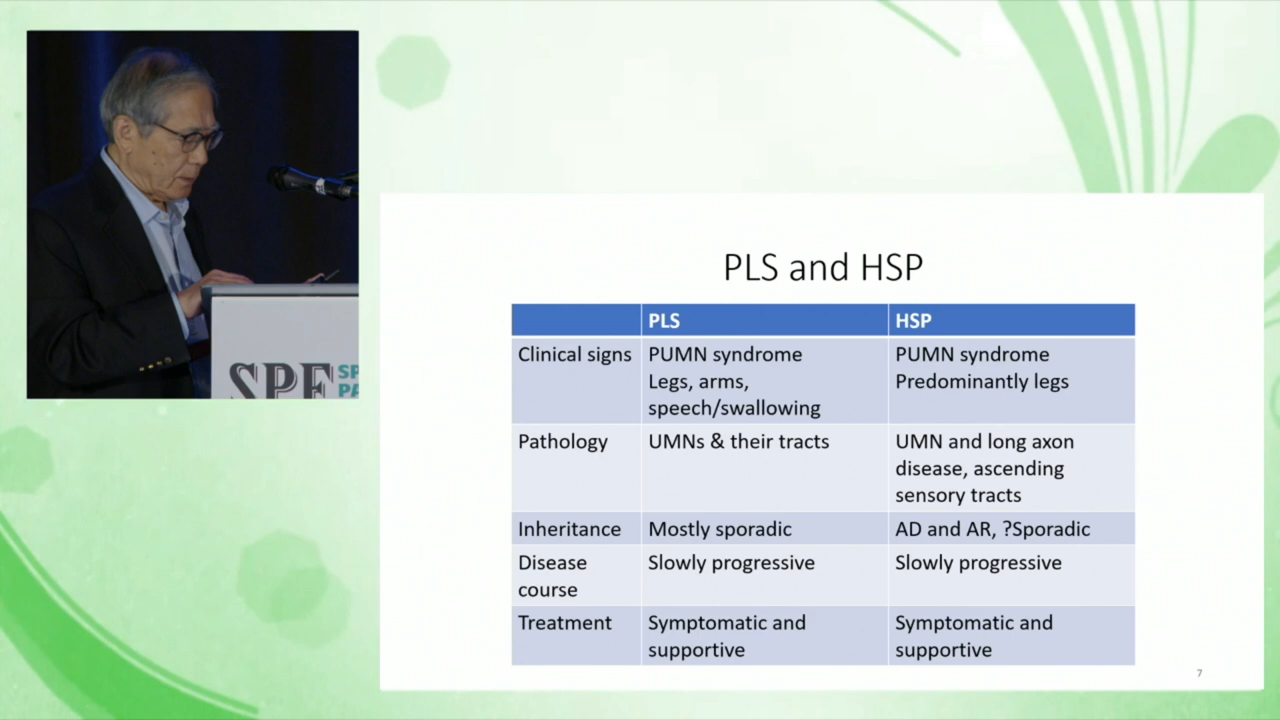 SPF SP
PA
PLS and HSP
PLS HSP
Clinical signs PUMN syndrome PUMN syndrome
Legs, arms, Predominantly legs
speech/swallowing
Pathology UMNs & their tracts UMN and long axon
disease, ascending
sensory tracts
Inheritance Mostly sporadic AD and AR, ?Sporadic
Disease Slowly progressive Slowly progressive
course
Treatment Symptomatic and Symptomatic and
supportive supportive
7